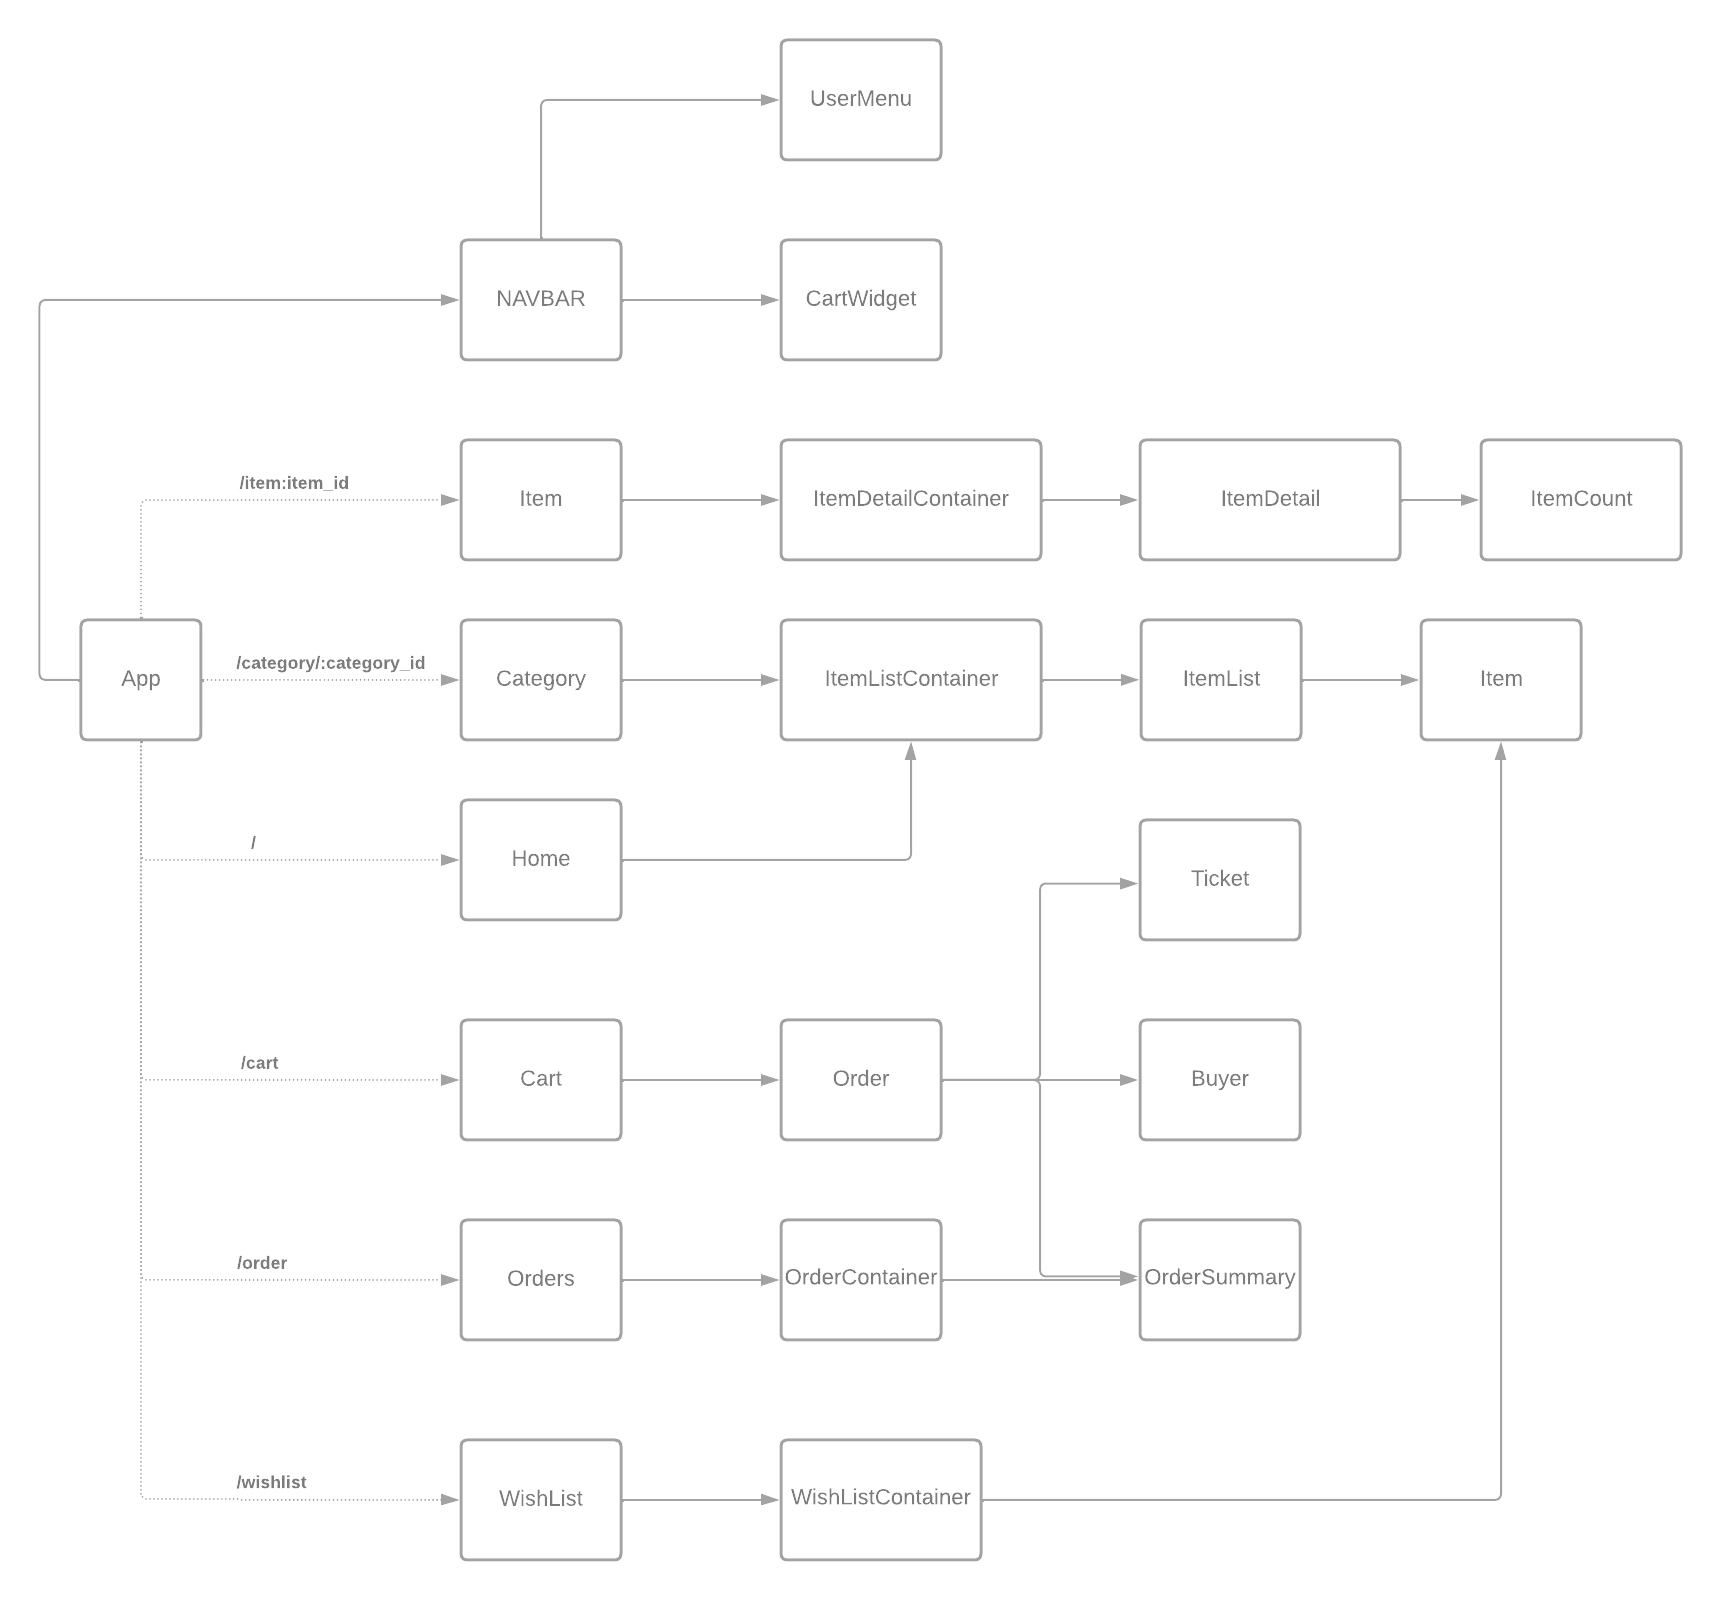 UserMenu
NAVBAR
CartWidget
/item:item_id
Item
ItemDetailContainer
ItemDetail
ItemCount
App
/category/:category_id
Category
ItemListContainer
ItemList
Item
/
Home
Ticket
/cart
Cart
Order
Buyer
/order
Orders
OrderContainer
OrderSummary
/wishlist
WishList
WishListContainer